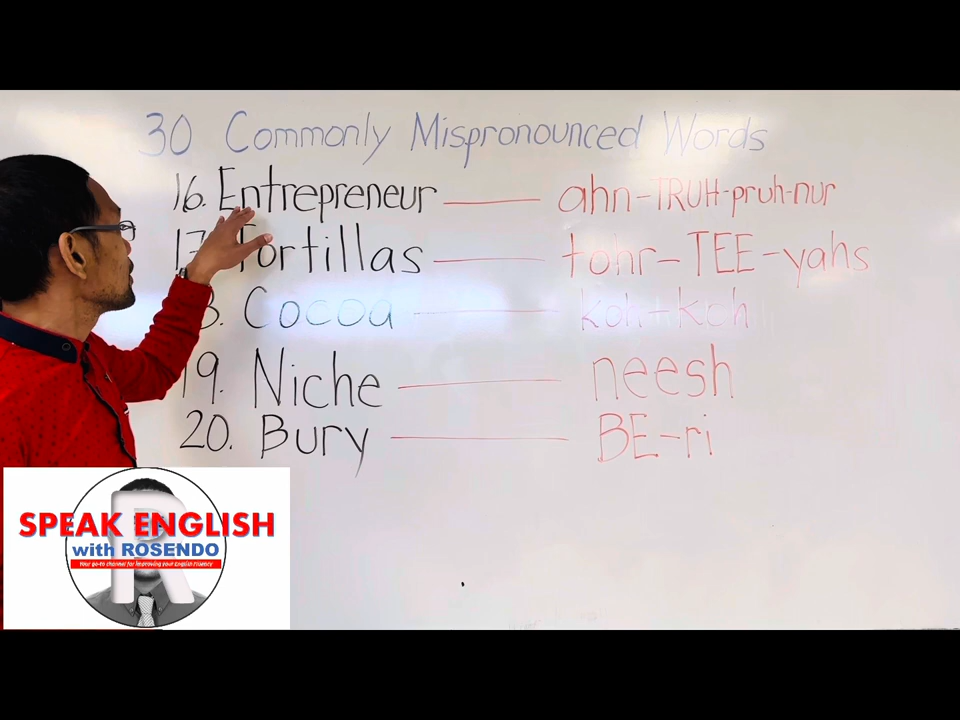 30 Commonly Mispronounced Words
16. Entrepreneur — ahn-TRUH-pruh-nur
17. Tortillas — tohr-TEE-yahs
8. Cocoa — koh-koh
19. Niche — neesh
20. Bury — BE-ri
SPEAK ENGLISH
with ROSENDO
Your go-to channel for improving your English Fluency
R